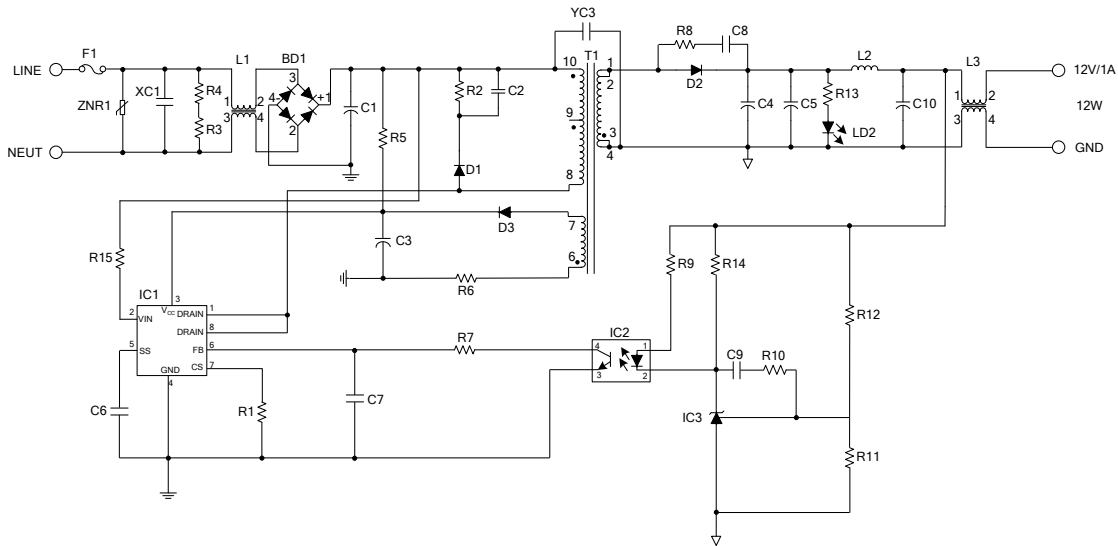 YC3
R8
C8
F1
L1
BD1
10
T1
1
L2
L3
LINE
2
D2
12V/1A
ZNR1
XC1
R4
R3
1 2
3 4
3
4-
+1
2
C1
R2
C2
9
C4
C5
R13
LD2
C10
1 2
3 4
12W
NEUT
R5
D1
8
3
4
GND
D3
7
6
C3
R6
R15
R9
R14
R12
IC1
3
VCC
2
VIN
DRAIN
1
DRAIN
8
5
SS
FB
6
GND
4
CS
7
R7
IC2
4
3
1
2
C9
R10
C6
R1
C7
IC3
R11